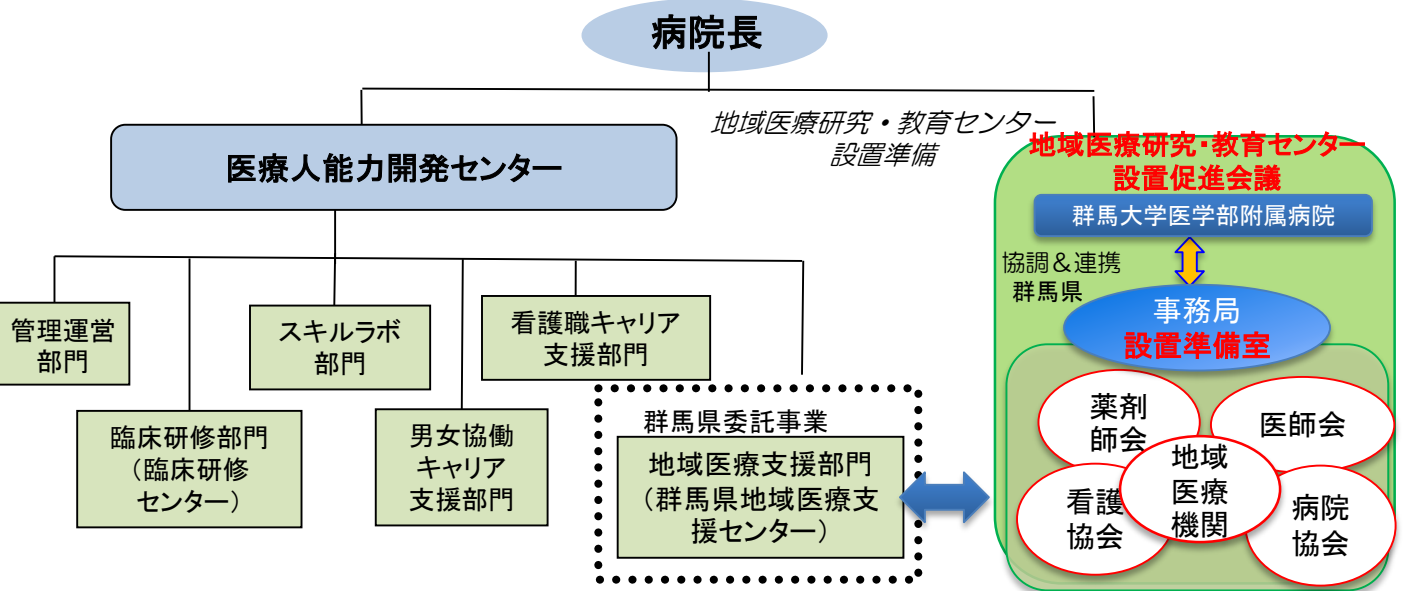 病院長
地域医療研究・教育センター
設置準備
医療人能力開発センター
管理運営
部門
スキルラボ
部門
看護職キャリア
支援部門
臨床研修部門
（臨床研修
センター）
男女協働
キャリア
支援部門
群馬県委託事業
地域医療支援部門
（群馬県地域医療支
援センター）
地域医療研究・教育センター
設置促進会議
群馬大学医学部附属病院
協調＆連携
群馬県
事務局
設置準備室
薬剤
師会
医師会
地域
医療
機関
看護
協会
病院
協会